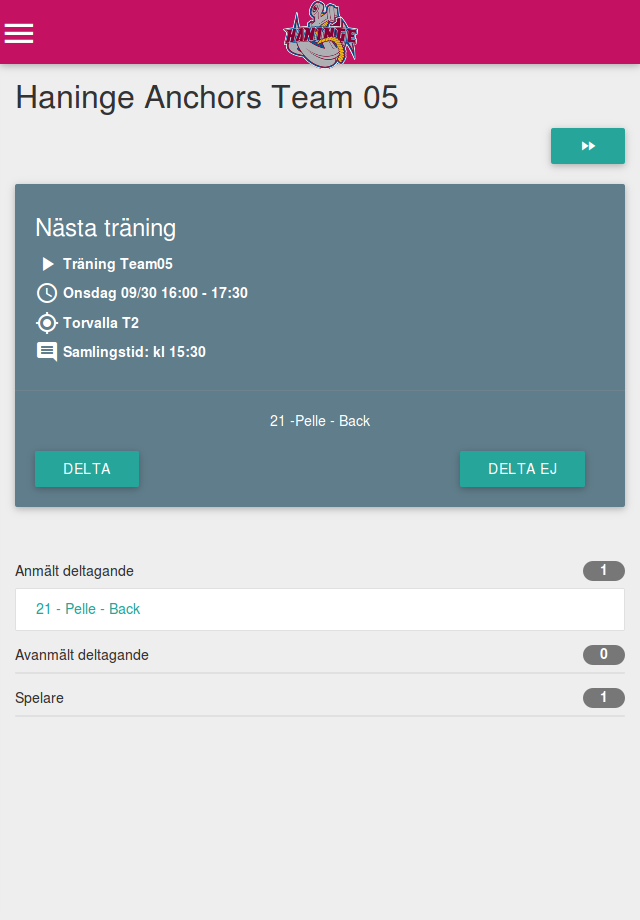 HANINGE
Haninge Anchors Team 05
Nästa träning
Träning Team05
Onsdag 09/30 16:00 - 17:30
Torvalla T2
Samlingstid: kl 15:30
21 -Pelle - Back
DELTA
DELTA EJ
Anmält deltagande 1
21 - Pelle - Back
Avanmält deltagande 0
Spelare 1